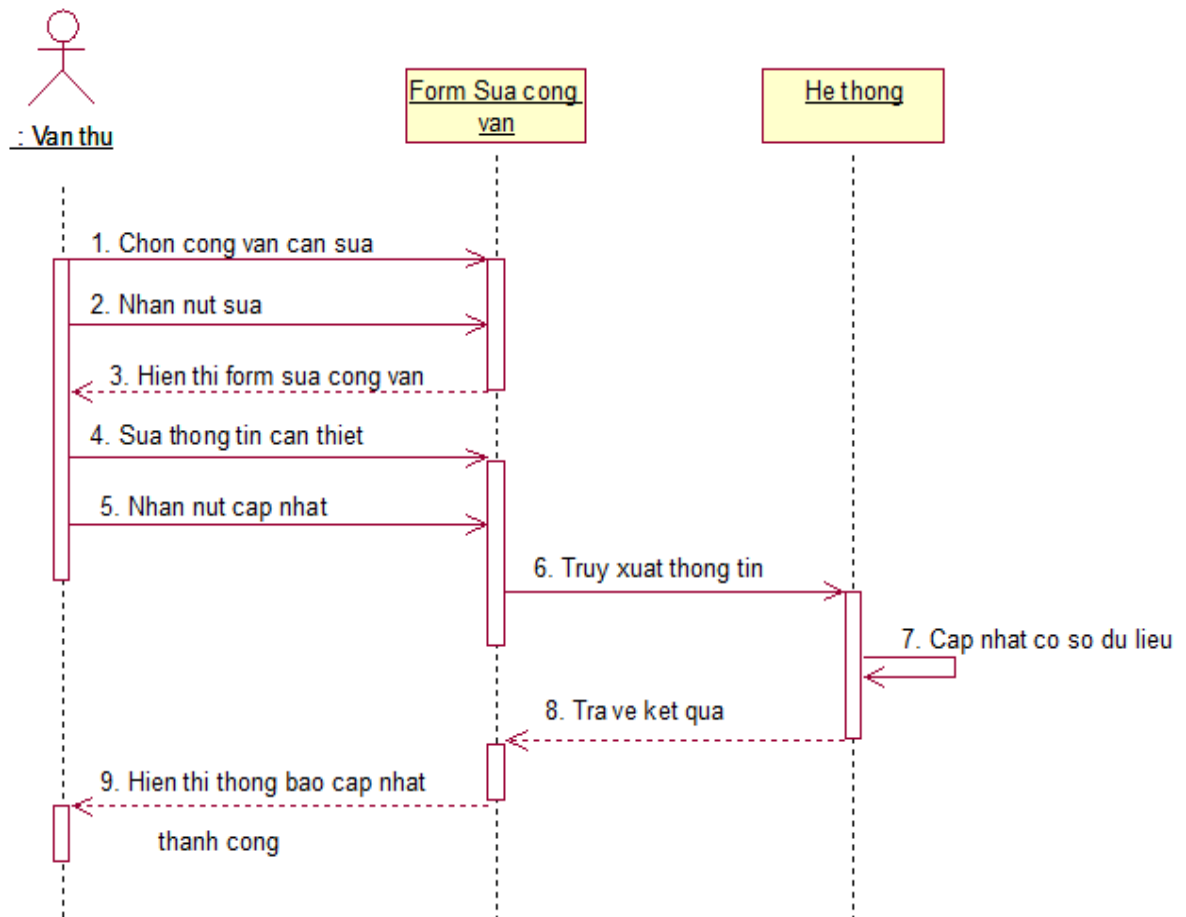 : Van thu
Form Sua cong
van
He thong
1. Chon cong van can sua
2. Nhan nut sua
3. Hien thi form sua cong van
4. Sua thong tin can thiet
5. Nhan nut cap nhat
6. Truy xuat thong tin
7. Cap nhat co so du lieu
8. Tra ve ket qua
9. Hien thi thong bao cap nhat
thanh cong